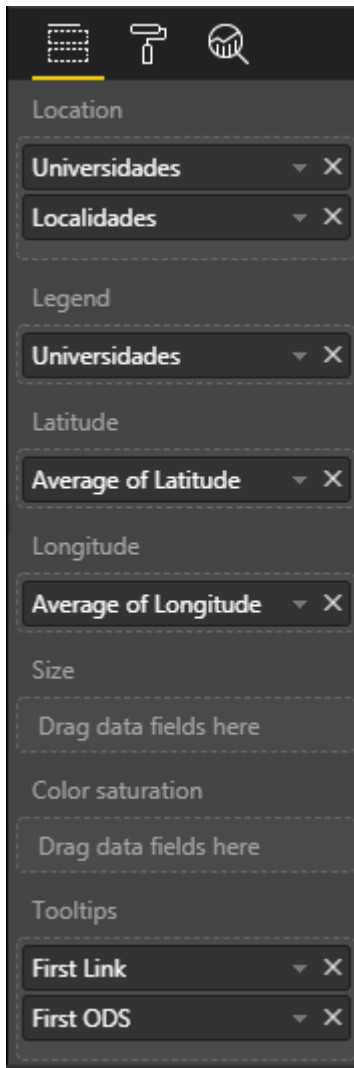 Location
Universidades
Localidades
Legend
Universidades
Latitude
Average of Latitude
Longitude
Average of Longitude
Size
Drag data fields here
Color saturation
Drag data fields here
Tooltips
First Link
First ODS